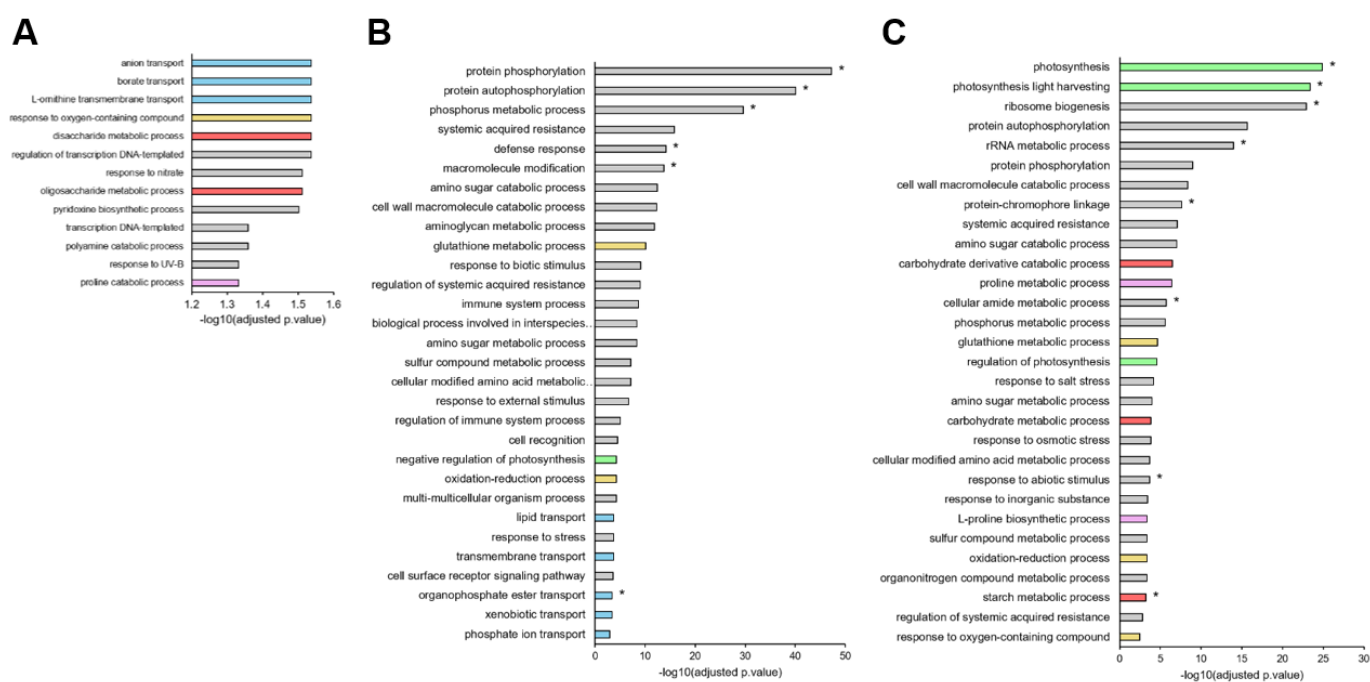 A
anion transport
borate transport
L-ornithine transmembrane transport
response to oxygen-containing compound
disaccharide metabolic process
regulation of transcription DNA-templated
response to nitrate
oligosaccharide metabolic process
pyridoxine biosynthetic process
transcription DNA-templated
polyamine catabolic process
response to UV-B
proline catabolic process
1.2 1.3 1.4 1.5 1.6
-log10(adjusted p.value)
B
protein phosphorylation *
protein autophosphorylation *
phosphorus metabolic process *
systemic acquired resistance
defense response *
macromolecule modification *
amino sugar catabolic process
cell wall macromolecule catabolic process
aminoglycan metabolic process
glutathione metabolic process
response to biotic stimulus
regulation of systemic acquired resistance
immune system process
biological process involved in interspecies..
amino sugar metabolic process
sulfur compound metabolic process
cellular modified amino acid metabolic..
response to external stimulus
regulation of immune system process
cell recognition
negative regulation of photosynthesis
oxidation-reduction process
multi-multicellular organism process
lipid transport
response to stress
transmembrane transport
cell surface receptor signaling pathway
organophosphate ester transport *
xenobiotic transport
phosphate ion transport
0 10 20 30 40 50
-log10(adjusted p.value)
C
photosynthesis *
photosynthesis light harvesting *
ribosome biogenesis *
protein autophosphorylation
rRNA metabolic process *
protein phosphorylation
cell wall macromolecule catabolic process
protein-chromophore linkage *
systemic acquired resistance
amino sugar catabolic process
carbohydrate derivative catabolic process
proline metabolic process
cellular amide metabolic process *
phosphorus metabolic process
glutathione metabolic process
regulation of photosynthesis
response to salt stress
amino sugar metabolic process
carbohydrate metabolic process
response to osmotic stress
cellular modified amino acid metabolic process
response to abiotic stimulus *
response to inorganic substance
L-proline biosynthetic process
sulfur compound metabolic process
oxidation-reduction process
organonitrogen compound metabolic process
starch metabolic process *
regulation of systemic acquired resistance
response to oxygen-containing compound
0 5 10 15 20 25 30
-log10(adjusted p.value)